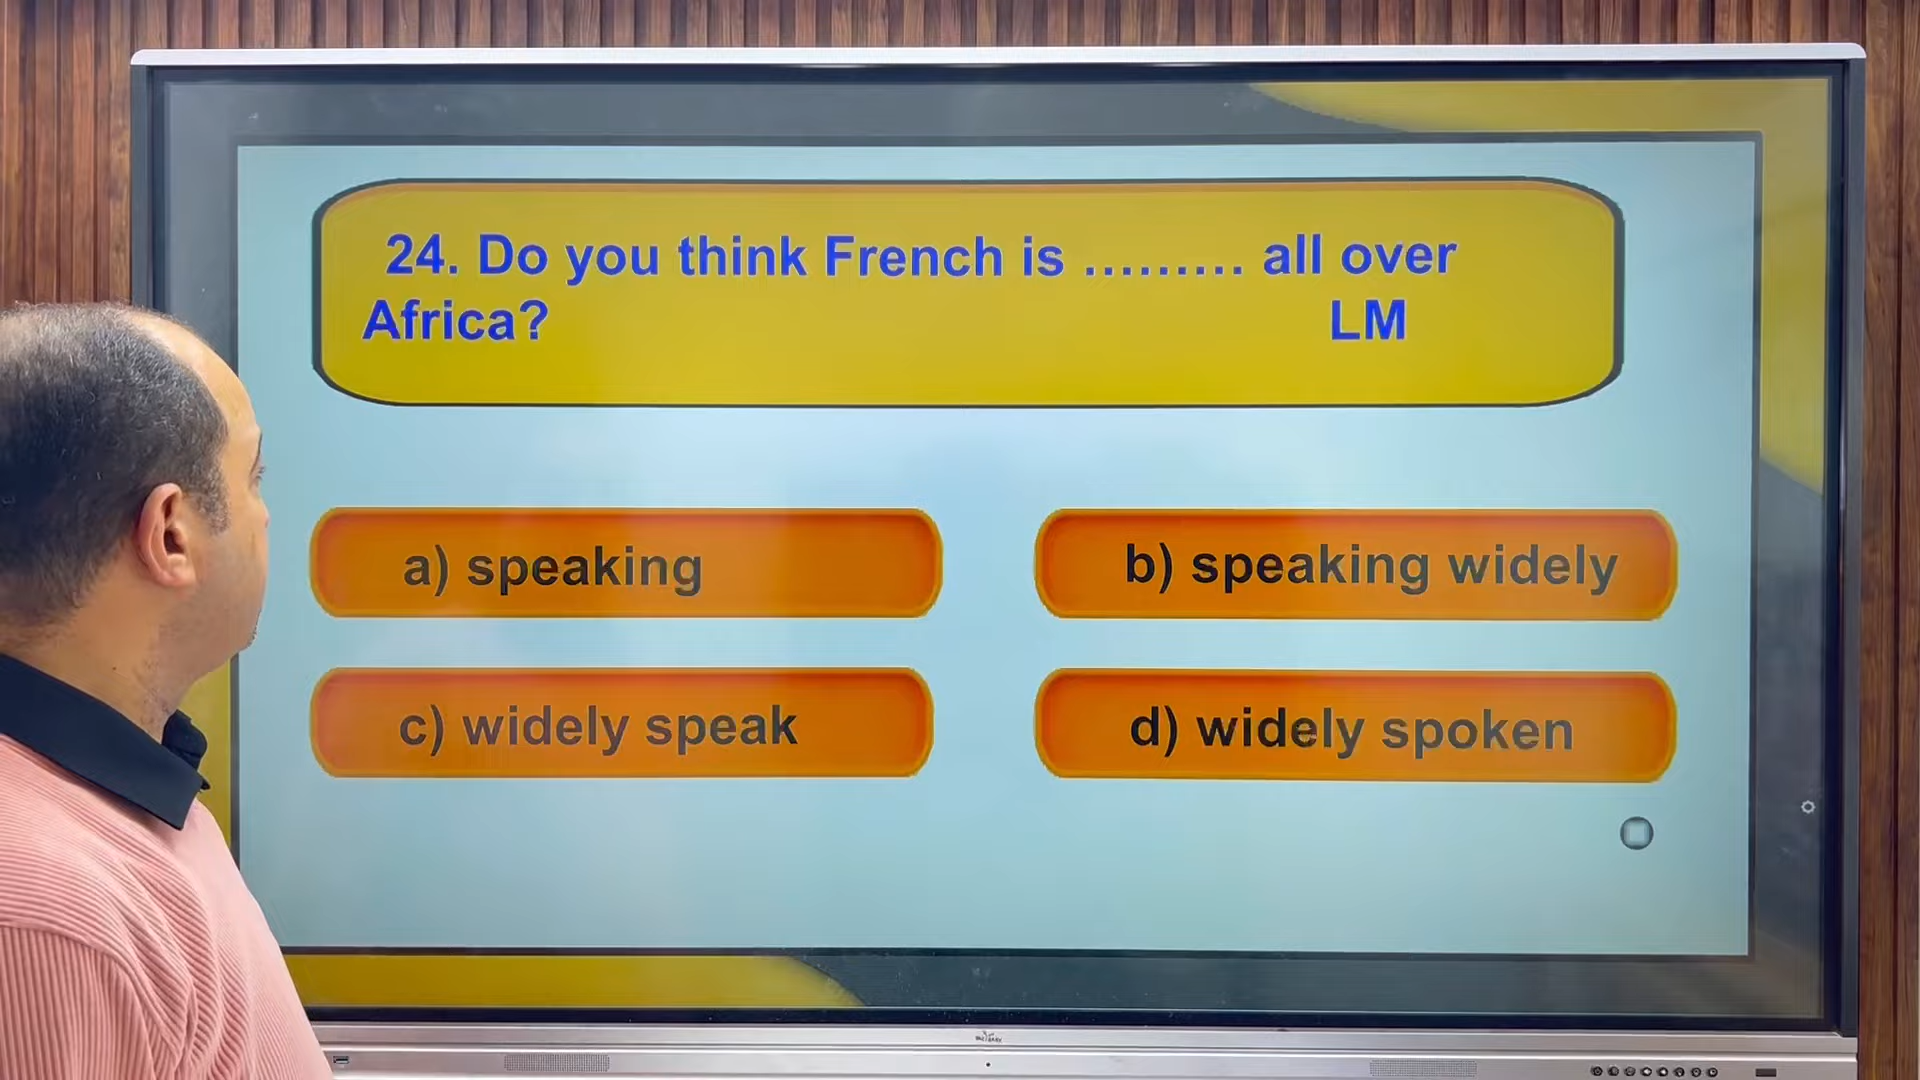 24. Do you think French is ......... all over
Africa? LM
a) speaking
b) speaking widely
c) widely speak
d) widely spoken